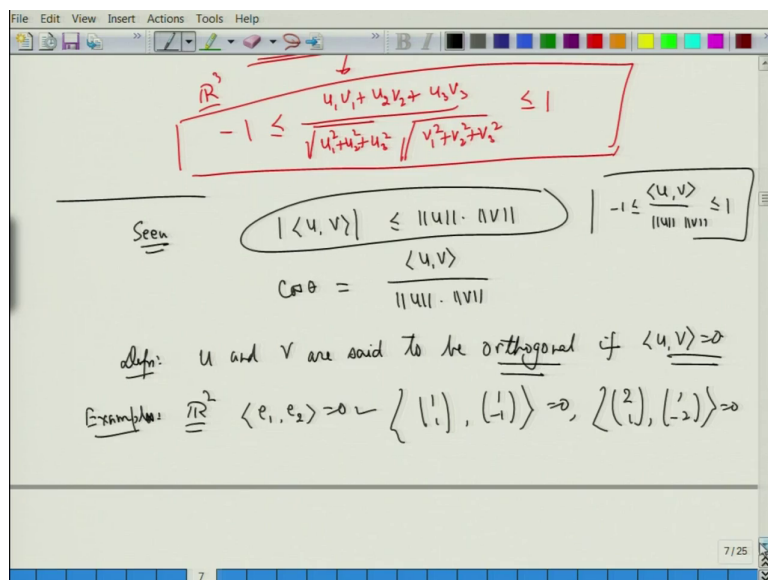 File Edit View Insert Actions Tools Help
ℝ³
-1 ≤ (u₁v₁ + u₂v₂ + u₃v₃) / (√(u₁² + u₂² + u₃²) √(v₁² + v₂² + v₃²)) ≤ 1
Seen |⟨u, v⟩| ≤ ||u|| · ||v|| -1 ≤ ⟨u, v⟩ / (||u|| ||v||) ≤ 1
Cos θ = ⟨u, v⟩ / (||u|| · ||v||)
Defn: u and v are said to be orthogonal if ⟨u, v⟩ = 0
Examples: ℝ² ⟨e₁, e₂⟩ = 0 ⟨(1 1), (1 -1)⟩ = 0, ⟨(2 1), (1 -2)⟩ = 0
7/25
7